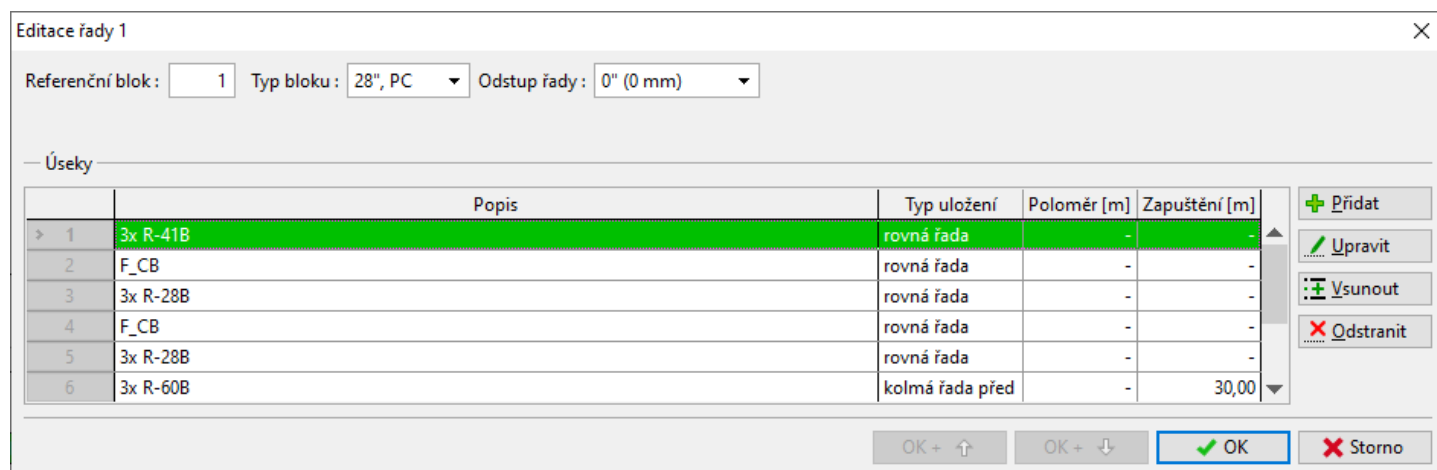 Editace řady 1
Referenční blok : 1 Typ bloku : 28", PC Odstup řady : 0" (0 mm)
Úseky
Popis Typ uložení Poloměr [m] Zapuštění [m]
> 1 3x R-41B rovná řada - -
2 F_CB rovná řada - -
3 3x R-28B rovná řada - -
4 F_CB rovná řada - -
5 3x R-28B rovná řada - -
6 3x R-60B kolmá řada před - 30,00
Přidat
Upravit
Vsunout
Odstranit
OK + OK + OK Storno